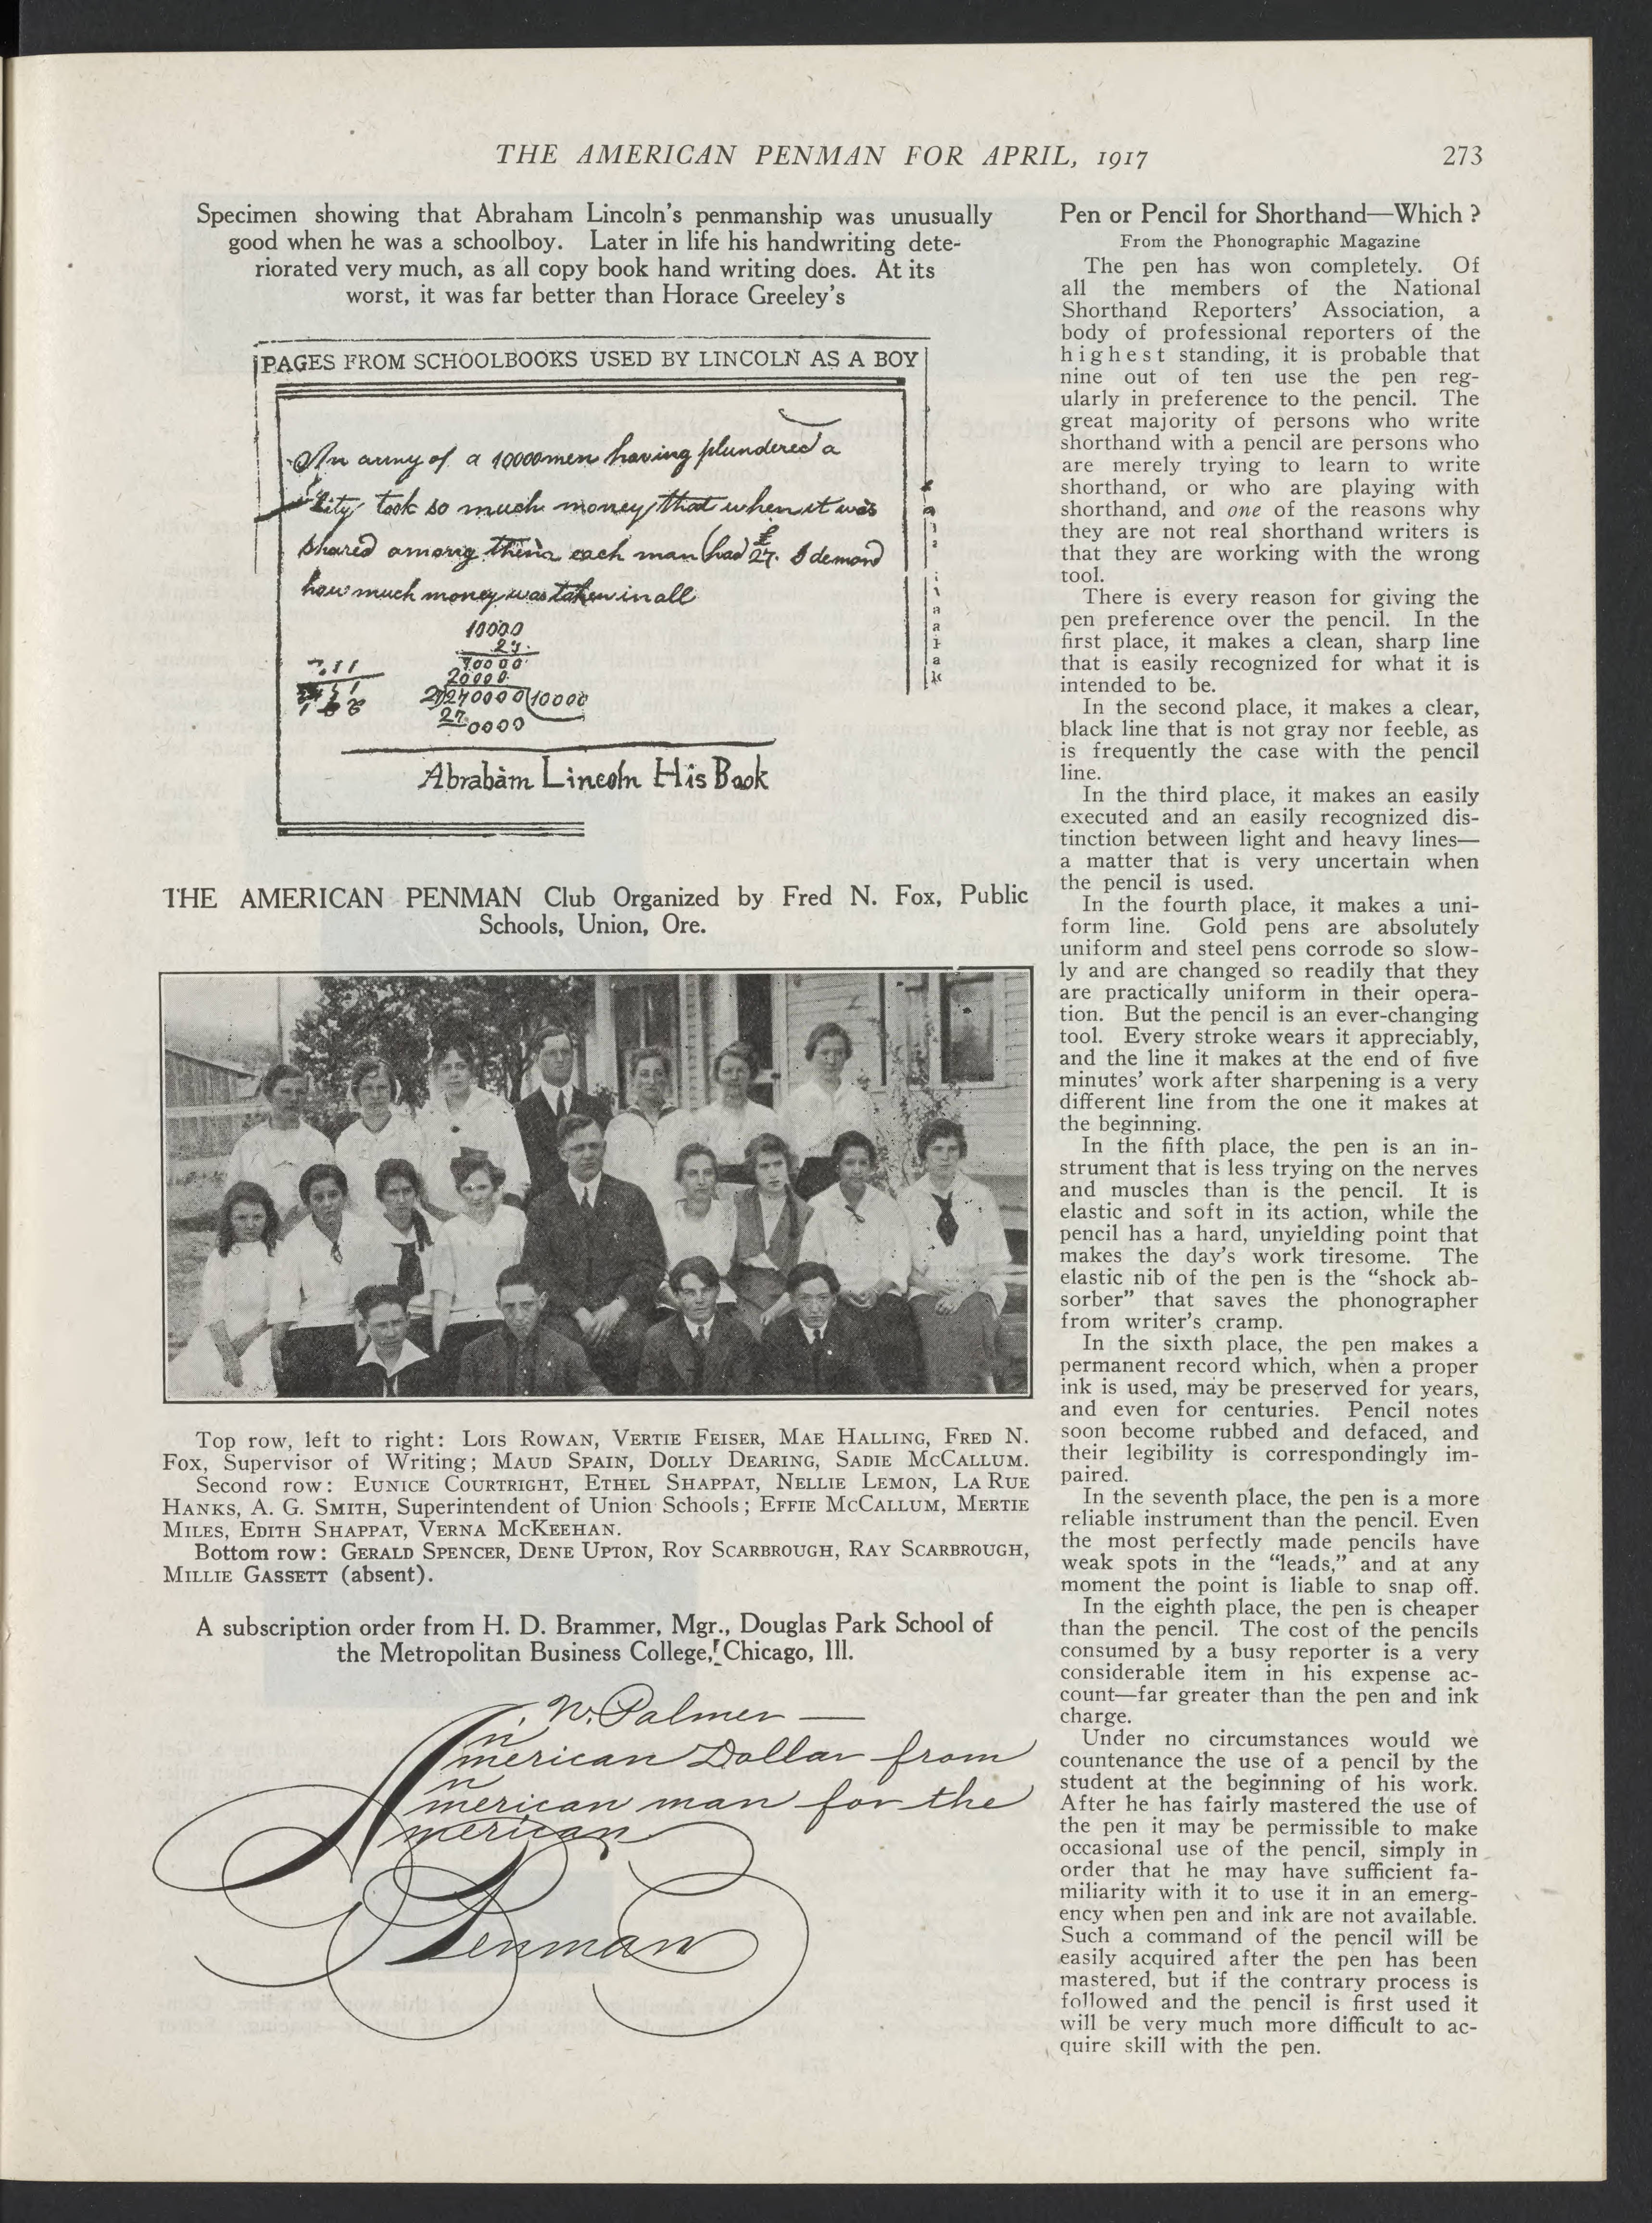 THE AMERICAN PENMAN FOR APRIL, 1917
273
Specimen showing that Abraham Lincoln's penmanship was unusually
good when he was a schoolboy. Later in life his handwriting dete-
riorated very much, as all copy book hand writing does. At its
worst, it was far better than Horace Greeley's
PAGES FROM SCHOOLBOOKS USED BY LINCOLN AS A BOY
An army of a 10000 men having plundered a
City took so much money that when it was
shared among them each man had £27. I demand
how much money was taken in all
10000
27
70000
20000
27)270000(10000
27
0000
Abraham Lincoln His Book
THE AMERICAN PENMAN Club Organized by Fred N. Fox, Public
Schools, Union, Ore.
Top row, left to right: LOIS ROWAN, VERTIE FEISER, MAE HALLING, FRED N.
FOX, Supervisor of Writing; MAUD SPAIN, DOLLY DEARING, SADIE MCCALLUM.
Second row: EUNICE COURTRIGHT, ETHEL SHAPPAT, NELLIE LEMON, LA RUE
HANKS, A. G. SMITH, Superintendent of Union Schools; EFFIE MCCALLUM, MERTIE
MILES, EDITH SHAPPAT, VERNA MCKEEHAN.
Bottom row: GERALD SPENCER, DENE UPTON, ROY SCARBROUGH, RAY SCARBROUGH,
MILLIE GASSETT (absent).
A subscription order from H. D. Brammer, Mgr., Douglas Park School of
the Metropolitan Business College, Chicago, Ill.
N. Palmer —
An
American Dollar from
An
American man for the
American
Penman
Pen or Pencil for Shorthand—Which ?
From the Phonographic Magazine
The pen has won completely. Of
all the members of the National
Shorthand Reporters' Association, a
body of professional reporters of the
highest standing, it is probable that
nine out of ten use the pen reg-
ularly in preference to the pencil. The
great majority of persons who write
shorthand with a pencil are persons who
are merely trying to learn to write
shorthand, or who are playing with
shorthand, and one of the reasons why
they are not real shorthand writers is
that they are working with the wrong
tool.
There is every reason for giving the
pen preference over the pencil. In the
first place, it makes a clean, sharp line
that is easily recognized for what it is
intended to be.
In the second place, it makes a clear,
black line that is not gray nor feeble, as
is frequently the case with the pencil
line.
In the third place, it makes an easily
executed and an easily recognized dis-
tinction between light and heavy lines—
a matter that is very uncertain when
the pencil is used.
In the fourth place, it makes a uni-
form line. Gold pens are absolutely
uniform and steel pens corrode so slow-
ly and are changed so readily that they
are practically uniform in their opera-
tion. But the pencil is an ever-changing
tool. Every stroke wears it appreciably,
and the line it makes at the end of five
minutes' work after sharpening is a very
different line from the one it makes at
the beginning.
In the fifth place, the pen is an in-
strument that is less trying on the nerves
and muscles than is the pencil. It is
elastic and soft in its action, while the
pencil has a hard, unyielding point that
makes the day's work tiresome. The
elastic nib of the pen is the "shock ab-
sorber" that saves the phonographer
from writer's cramp.
In the sixth place, the pen makes a
permanent record which, when a proper
ink is used, may be preserved for years,
and even for centuries. Pencil notes
soon become rubbed and defaced, and
their legibility is correspondingly im-
paired.
In the seventh place, the pen is a more
reliable instrument than the pencil. Even
the most perfectly made pencils have
weak spots in the "leads," and at any
moment the point is liable to snap off.
In the eighth place, the pen is cheaper
than the pencil. The cost of the pencils
consumed by a busy reporter is a very
considerable item in his expense ac-
count—far greater than the pen and ink
charge.
Under no circumstances would we
countenance the use of a pencil by the
student at the beginning of his work.
After he has fairly mastered the use of
the pen it may be permissible to make
occasional use of the pencil, simply in
order that he may have sufficient fa-
miliarity with it to use it in an emerg-
ency when pen and ink are not available.
Such a command of the pencil will be
easily acquired after the pen has been
mastered, but if the contrary process is
followed and the pencil is first used it
will be very much more difficult to ac-
quire skill with the pen.